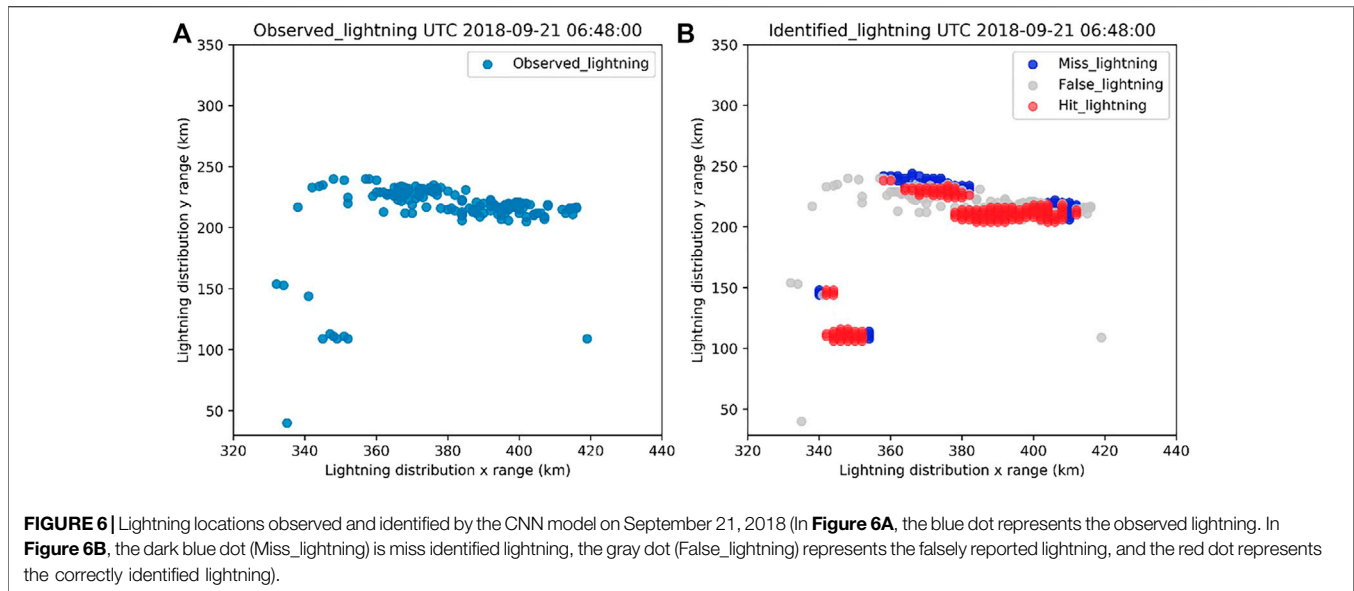 A
Observed_lightning UTC 2018-09-21 06:48:00
Observed_lightning
Lightning distribution y range (km)
350
300
250
200
150
100
50
320
340
360
380
400
420
440
Lightning distribution x range (km)
B
Identified_lightning UTC 2018-09-21 06:48:00
Miss_lightning
False_lightning
Hit_lightning
Lightning distribution y range (km)
350
300
250
200
150
100
50
320
340
360
380
400
420
440
Lightning distribution x range (km)
FIGURE 6 | Lightning locations observed and identified by the CNN model on September 21, 2018 (In Figure 6A, the blue dot represents the observed lightning. In
Figure 6B, the dark blue dot (Miss_lightning) is miss identified lightning, the gray dot (False_lightning) represents the falsely reported lightning, and the red dot represents
the correctly identified lightning).